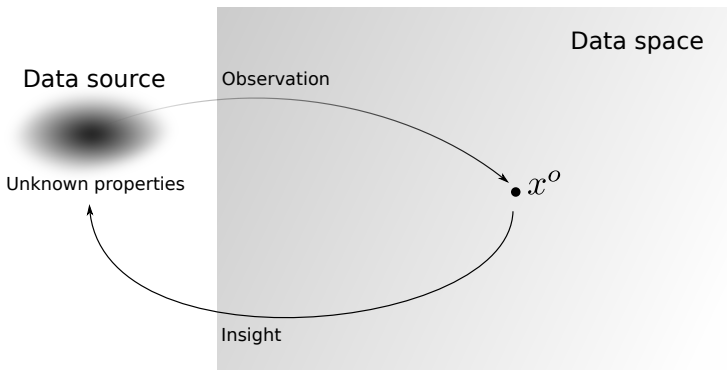 Data space
Data source
Observation
Unknown properties
x^o
Insight